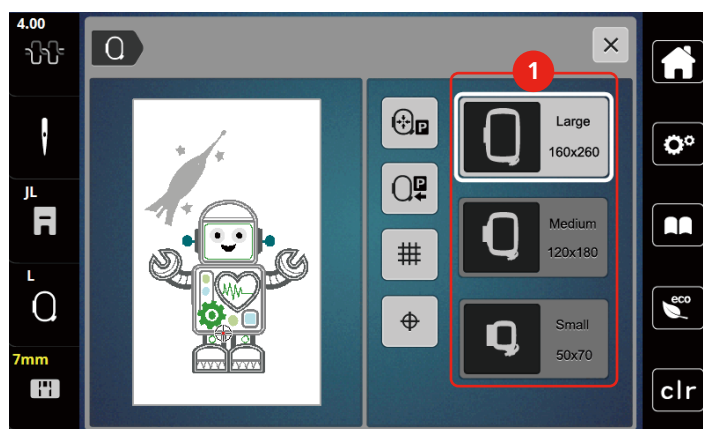 4.00
1
Large
160x260
P
JL
P
Medium
120x180
L
eco
Small
50x70
7mm
clr